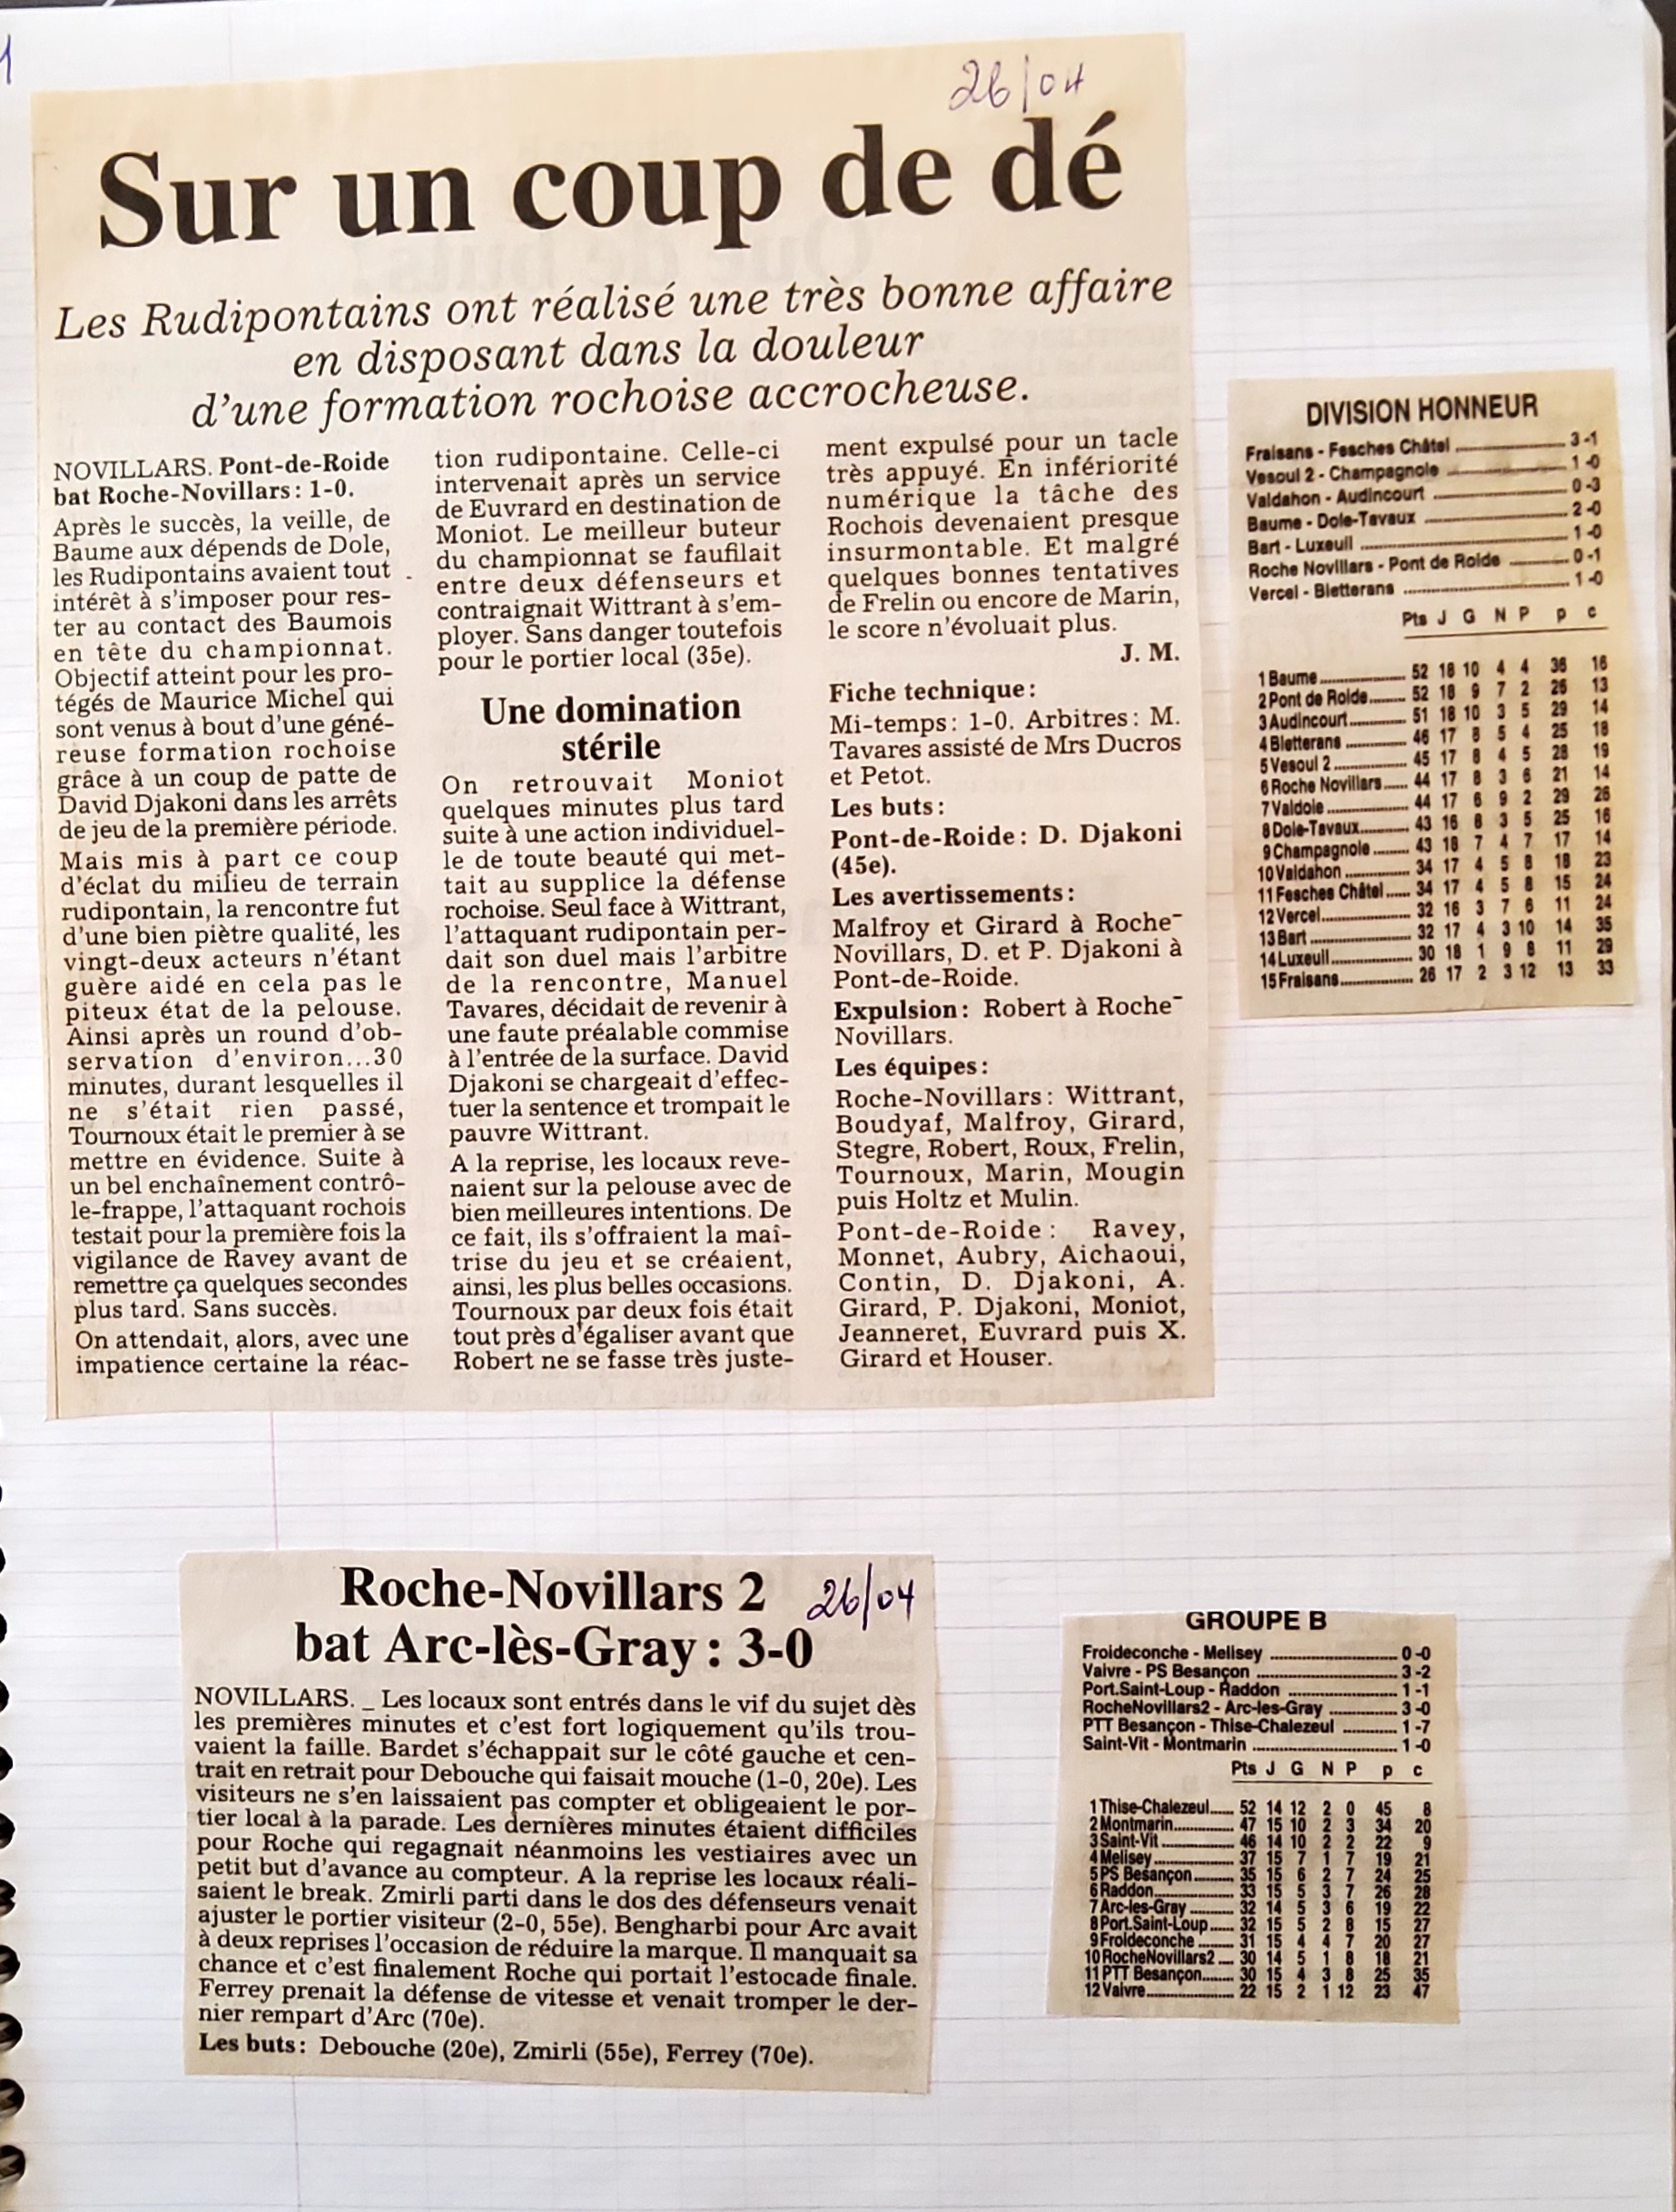 26/04
Sur un coup de dé
Les Rudipontains ont réalisé une très bonne affaire
en disposant dans la douleur
d'une formation rochoise accrocheuse.
NOVILLARS. Pont-de-Roide
bat Roche-Novillars : 1-0.
Après le succès, la veille, de
Baume aux dépends de Dole,
les Rudipontains avaient tout
intérêt à s'imposer pour res-
ter au contact des Baumois
en tête du championnat.
Objectif atteint pour les pro-
tégés de Maurice Michel qui
sont venus à bout d'une géné-
reuse formation rochoise
grâce à un coup de patte de
David Djakoni dans les arrêts
de jeu de la première période.
Mais mis à part ce coup
d'éclat du milieu de terrain
rudipontain, la rencontre fut
d'une bien piètre qualité, les
vingt-deux acteurs n'étant
guère aidé en cela pas le
piteux état de la pelouse.
Ainsi après un round d'ob-
servation d'environ...30
minutes, durant lesquelles il
ne s'était rien passé,
Tournoux était le premier à se
mettre en évidence. Suite à
un bel enchaînement contrô-
le-frappe, l'attaquant rochois
testait pour la première fois la
vigilance de Ravey avant de
remettre ça quelques secondes
plus tard. Sans succès.
On attendait, alors, avec une
impatience certaine la réac-
tion rudipontaine. Celle-ci
intervenait après un service
de Euvrard en destination de
Moniot. Le meilleur buteur
du championnat se faufilait
entre deux défenseurs et
contraignait Wittrant à s'em-
ployer. Sans danger toutefois
pour le portier local (35e).
Une domination
stérile
On retrouvait Moniot
quelques minutes plus tard
suite à une action individuel-
le de toute beauté qui met-
tait au supplice la défense
rochoise. Seul face à Wittrant,
l'attaquant rudipontain per-
dait son duel mais l'arbitre
de la rencontre, Manuel
Tavares, décidait de revenir à
une faute préalable commise
à l'entrée de la surface. David
Djakoni se chargeait d'effec-
tuer la sentence et trompait le
pauvre Wittrant.
A la reprise, les locaux reve-
naient sur la pelouse avec de
bien meilleures intentions. De
ce fait, ils s'offraient la maî-
trise du jeu et se créaient,
ainsi, les plus belles occasions.
Tournoux par deux fois était
tout près d'égaliser avant que
Robert ne se fasse très juste-
ment expulsé pour un tacle
très appuyé. En infériorité
numérique la tâche des
Rochois devenaient presque
insurmontable. Et malgré
quelques bonnes tentatives
de Frelin ou encore de Marin,
le score n'évoluait plus.
J. M.
Fiche technique :
Mi-temps : 1-0. Arbitres : M.
Tavares assisté de Mrs Ducros
et Petot.
Les buts :
Pont-de-Roide : D. Djakoni
(45e).
Les avertissements :
Malfroy et Girard à Roche-
Novillars, D. et P. Djakoni à
Pont-de-Roide.
Expulsion : Robert à Roche-
Novillars.
Les équipes :
Roche-Novillars : Wittrant,
Boudyaf, Malfroy, Girard,
Stegre, Robert, Roux, Frelin,
Tournoux, Marin, Mougin
puis Holtz et Mulin.
Pont-de-Roide : Ravey,
Monnet, Aubry, Aichaoui,
Contin, D. Djakoni, A.
Girard, P. Djakoni, Moniot,
Jeanneret, Euvrard puis X.
Girard et Houser.
DIVISION HONNEUR
Fraisans - Fesches Châtel 3-1
Vesoul 2 - Champagnole 1-0
Valdahon - Audincourt 0-3
Baume - Dole-Tavaux 2-0
Bart - Luxeuil 1-0
Roche Novillars - Pont de Roide 0-1
Vercel - Bletterans 1-0
Pts J G N P p c
1 Baume 52 18 10 4 4 36 16
2 Pont de Roide 52 18 9 7 2 25 13
3 Audincourt 51 18 10 3 5 29 14
4 Bletterans 46 17 8 5 4 25 18
5 Vesoul 2 45 17 8 4 5 28 19
6 Roche Novillars 44 17 8 3 6 21 14
7 Valdoie 44 17 6 9 2 29 26
8 Dole-Tavaux 43 16 8 3 5 25 16
9 Champagnole 43 18 7 4 7 17 14
10 Valdahon 34 17 4 5 8 18 23
11 Fesches Châtel 34 17 4 5 8 15 24
12 Vercel 32 16 3 7 6 11 24
13 Bart 32 17 4 3 10 14 35
14 Luxeuil 30 18 1 9 8 11 29
15 Fraisans 26 17 2 3 12 13 33
Roche-Novillars 2
26/04
bat Arc-lès-Gray : 3-0
NOVILLARS. _ Les locaux sont entrés dans le vif du sujet dès
les premières minutes et c'est fort logiquement qu'ils trou-
vaient la faille. Bardet s'échappait sur le côté gauche et cen-
trait en retrait pour Debouche qui faisait mouche (1-0, 20e). Les
visiteurs ne s'en laissaient pas compter et obligeaient le por-
tier local à la parade. Les dernières minutes étaient difficiles
pour Roche qui regagnait néanmoins les vestiaires avec un
petit but d'avance au compteur. A la reprise les locaux réali-
saient le break. Zmirli parti dans le dos des défenseurs venait
ajuster le portier visiteur (2-0, 55e). Bengharbi pour Arc avait
à deux reprises l'occasion de réduire la marque. Il manquait sa
chance et c'est finalement Roche qui portait l'estocade finale.
Ferrey prenait la défense de vitesse et venait tromper le der-
nier rempart d'Arc (70e).
Les buts : Debouche (20e), Zmirli (55e), Ferrey (70e).
GROUPE B
Froideconche - Melisey 0-0
Vaivre - PS Besançon 3-2
Port.Saint-Loup - Raddon 1-1
RocheNovillars2 - Arc-les-Gray 3-0
PTT Besançon - Thise-Chalezeul 1-7
Saint-Vit - Montmarin 1-0
Pts J G N P p c
1 Thise-Chalezeul 52 14 12 2 0 45 8
2 Montmarin 47 15 10 2 3 34 20
3 Saint-Vit 46 14 10 2 2 22 9
4 Melisey 37 15 7 1 7 19 21
5 PS Besançon 35 15 6 2 7 24 25
6 Raddon 33 15 5 3 7 26 28
7 Arc-les-Gray 32 14 5 3 6 19 22
8 Port.Saint-Loup 32 15 5 2 8 15 27
9 Froideconche 31 15 4 4 7 20 27
10 RocheNovillars2 30 14 5 1 8 18 21
11 PTT Besançon 30 15 4 3 8 25 35
12 Vaivre 22 15 2 1 12 23 47